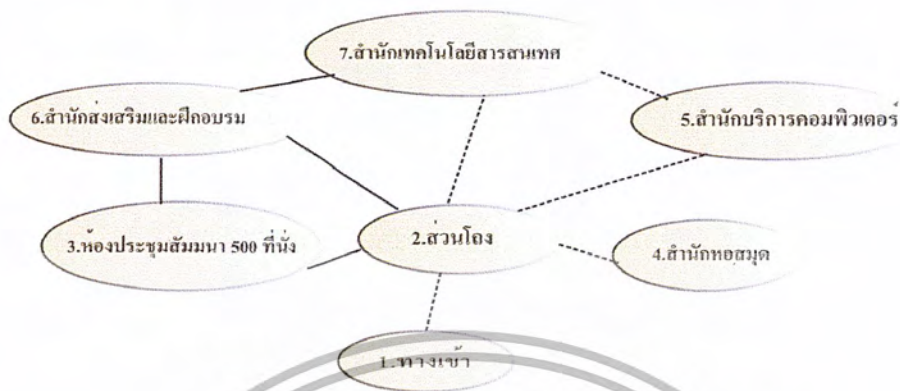 7.สำนักเทคโนโลยีสารสนเทศ
6.สำนักส่งเสริมและฝึกอบรม
5.สำนักบริการคอมพิวเตอร์
3.ห้องประชุมสัมมนา 500 ที่นั่ง
2.ส่วนโถง
4.สำนักหอสมุด
1.ทางเข้า